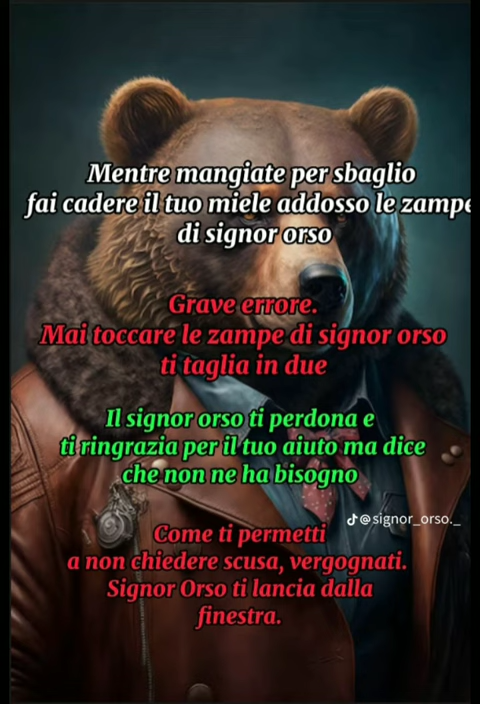 Mentre mangiate per sbaglio
fai cadere il tuo miele addosso le zampe
di signor orso
Grave errore.
Mai toccare le zampe di signor orso
ti taglia in due
Il signor orso ti perdona e
ti ringrazia per il tuo aiuto ma dice
che non ne ha bisogno
@signor_orso._
Come ti permetti
a non chiedere scusa, vergognati.
Signor Orso ti lancia dalla
finestra.